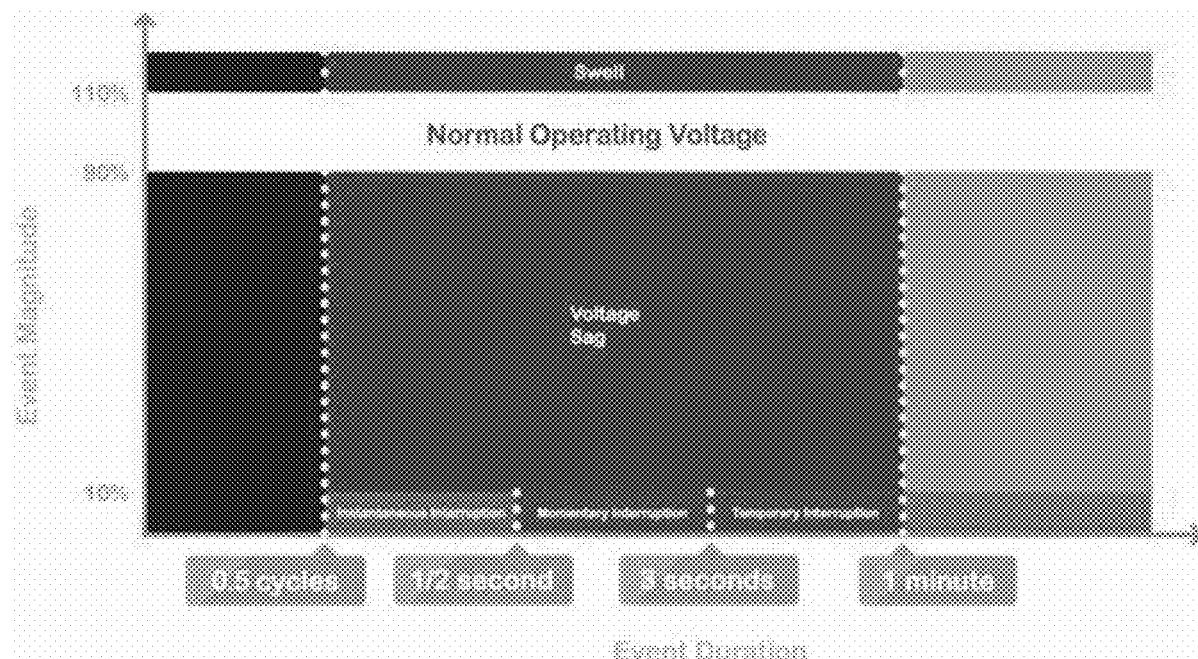 Swell
110%
Normal Operating Voltage
90%
Event Magnitude
Voltage
Sag
10%
Instantaneous Interruption
Momentary Interruption
Temporary Interruption
0.5 cycles
1/2 second
3 seconds
1 minute
Event Duration